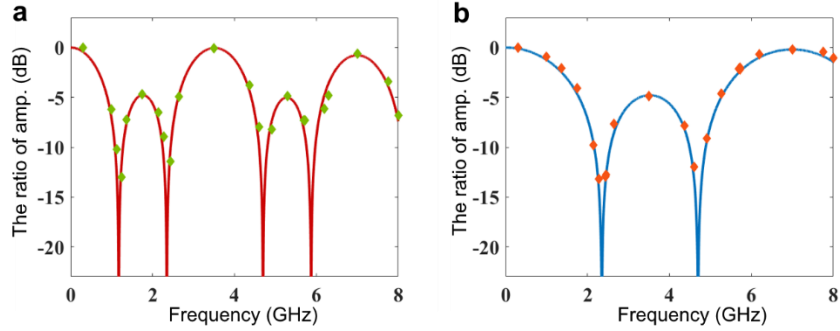 a
The ratio of amp. (dB)
0
-5
-10
-15
-20
0 2 4 6 8
Frequency (GHz)
b
The ratio of amp. (dB)
0
-5
-10
-15
-20
0 2 4 6 8
Frequency (GHz)